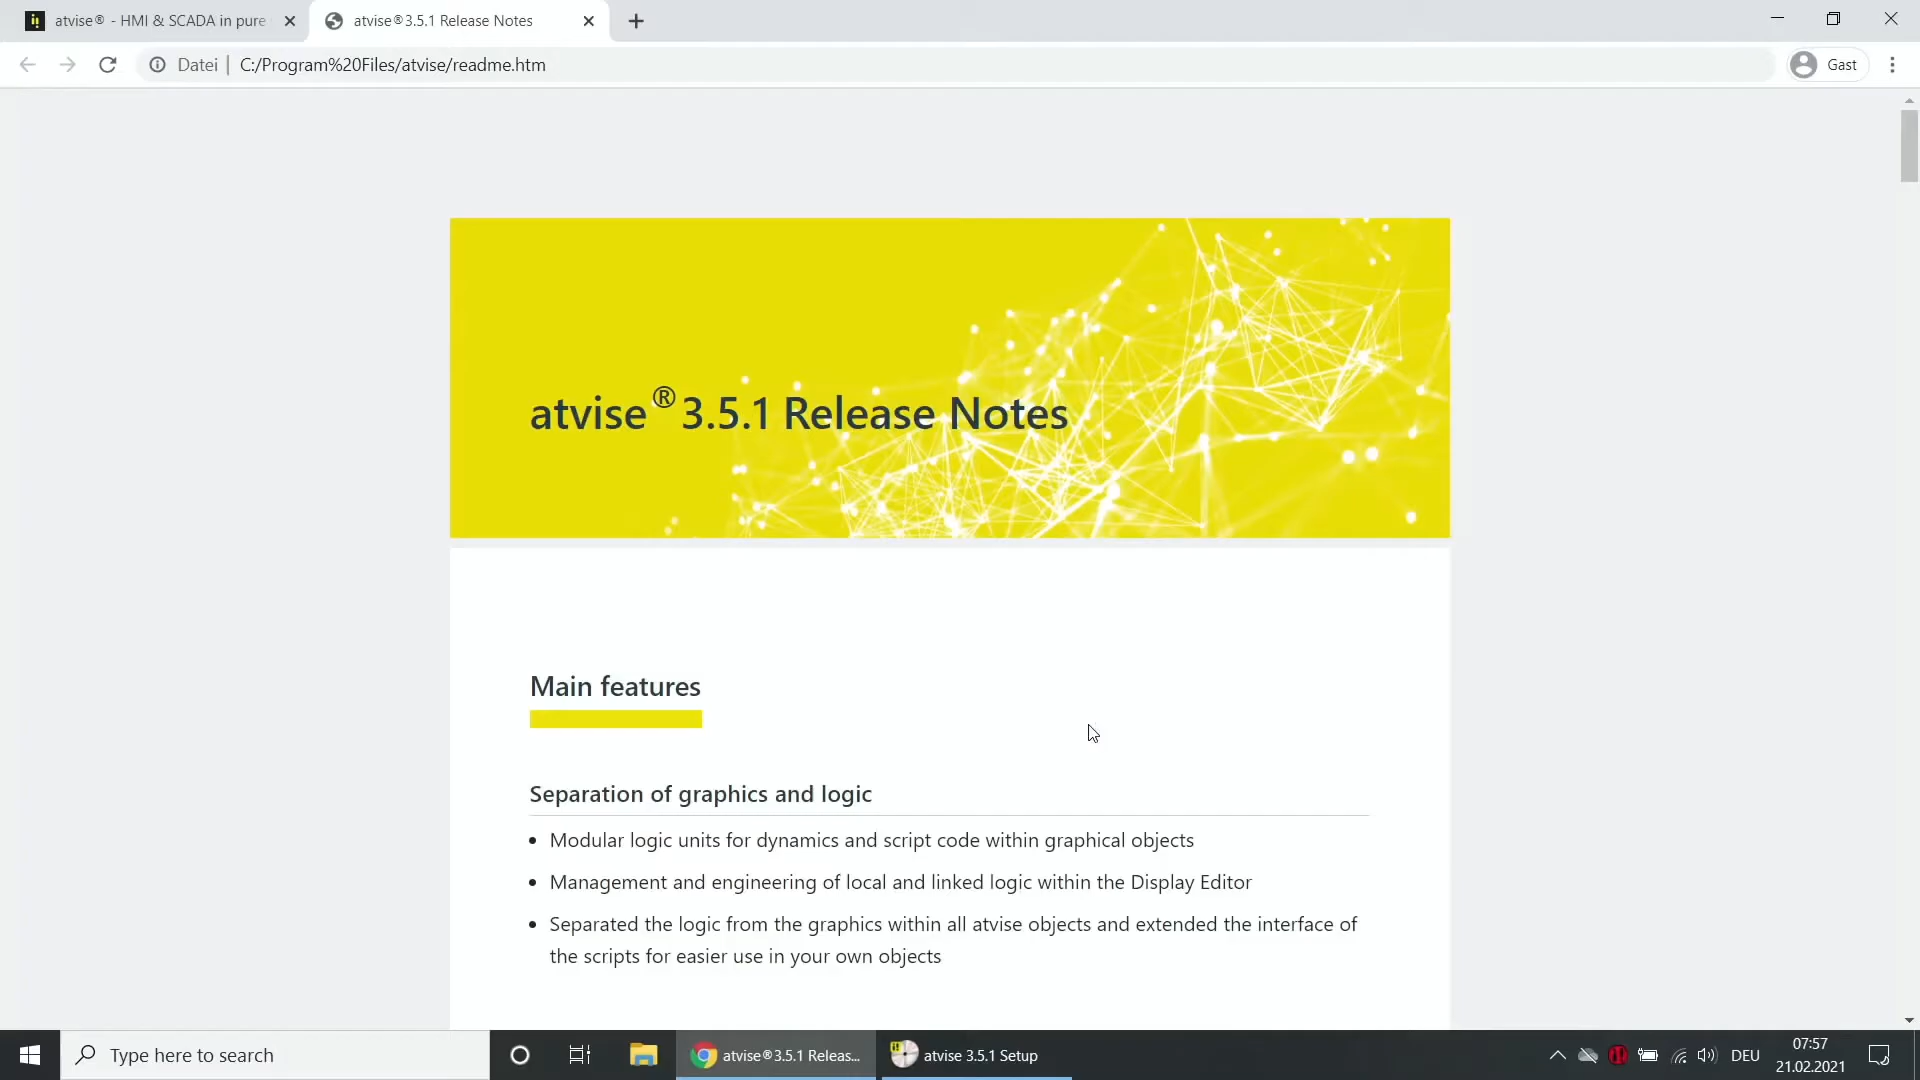 atvise® - HMI & SCADA in pure
atvise®3.5.1 Release Notes
Datei | C:/Program%20Files/atvise/readme.htm
Gast
atvise®3.5.1 Release Notes
Main features
Separation of graphics and logic
• Modular logic units for dynamics and script code within graphical objects
• Management and engineering of local and linked logic within the Display Editor
• Separated the logic from the graphics within all atvise objects and extended the interface of
the scripts for easier use in your own objects
Type here to search
atvise®3.5.1 Releas...
atvise 3.5.1 Setup
DEU
07:57
21.02.2021